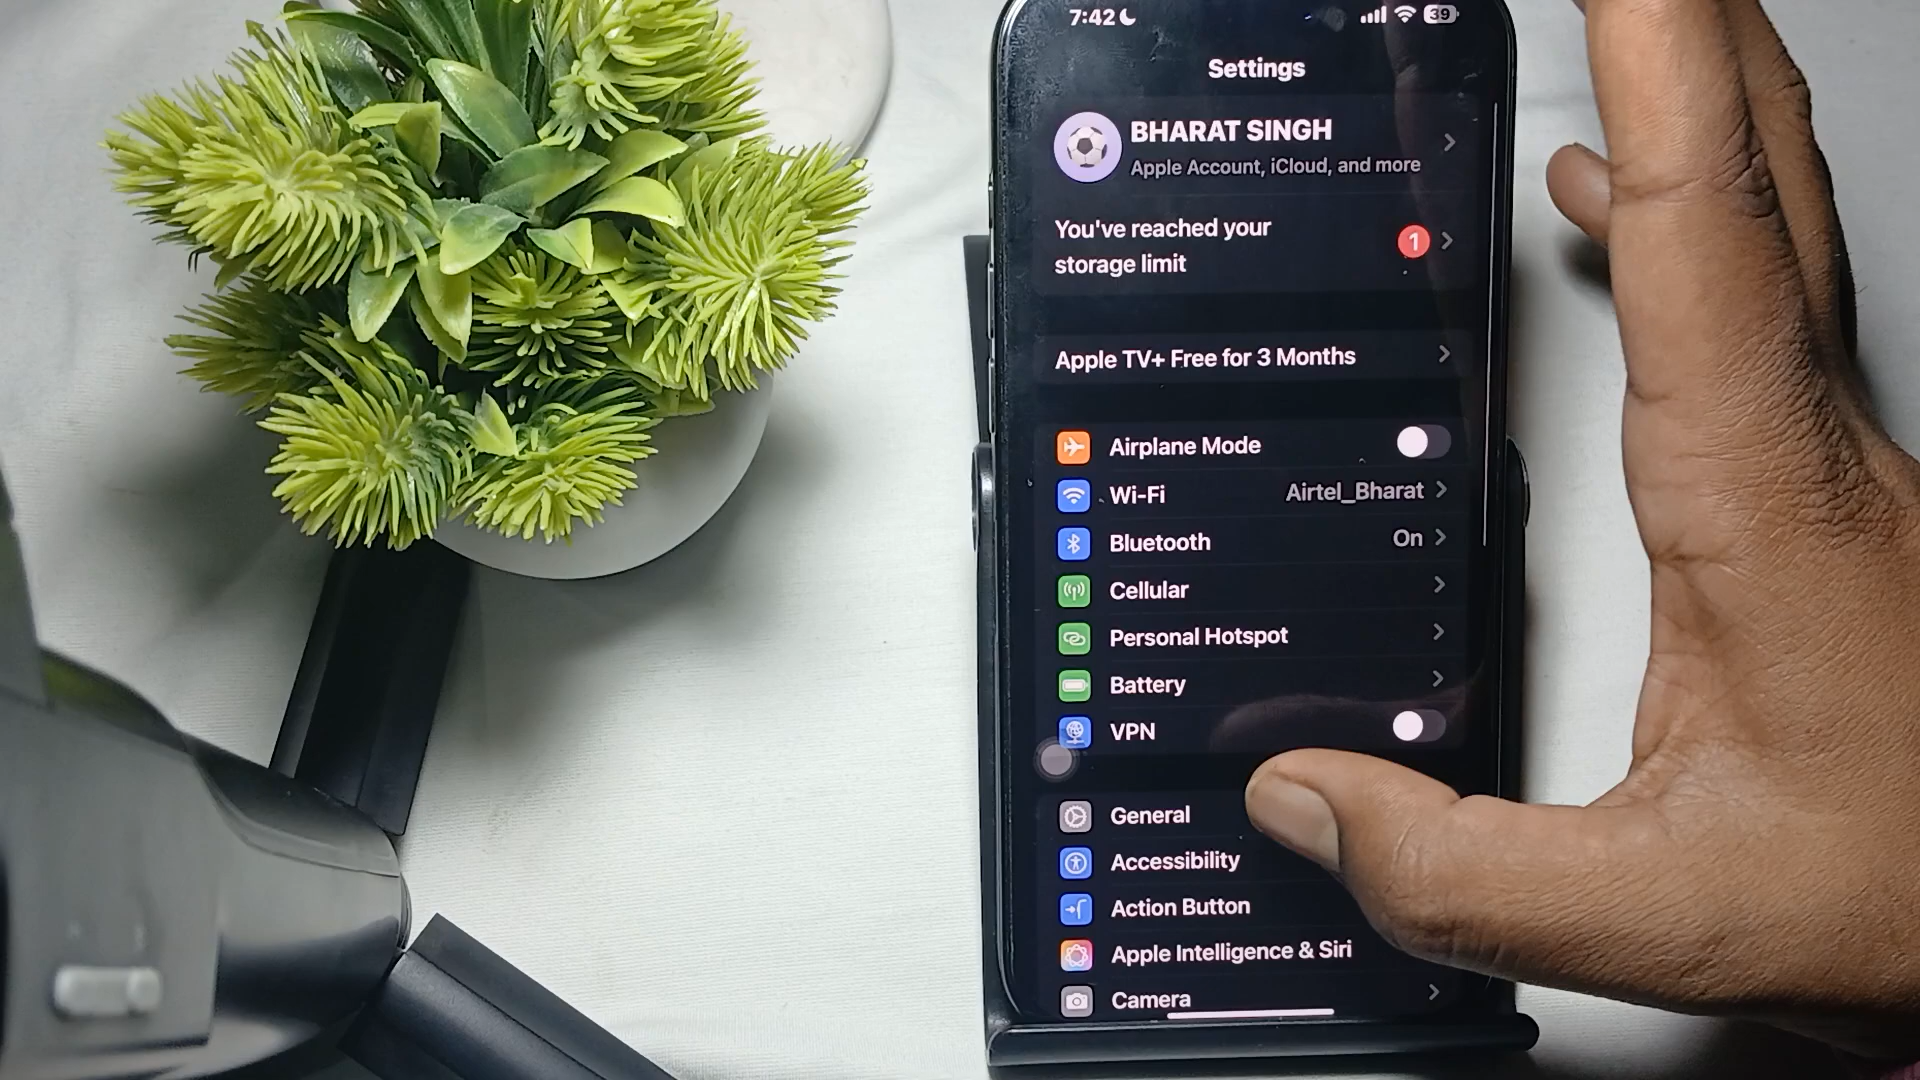 7:42
39
Settings
BHARAT SINGH
Apple Account, iCloud, and more
You've reached your
storage limit
1
Apple TV+ Free for 3 Months
Airplane Mode
Wi-Fi Airtel_Bharat
Bluetooth On
Cellular
Personal Hotspot
Battery
VPN
General
Accessibility
Action Button
Apple Intelligence & Siri
Camera